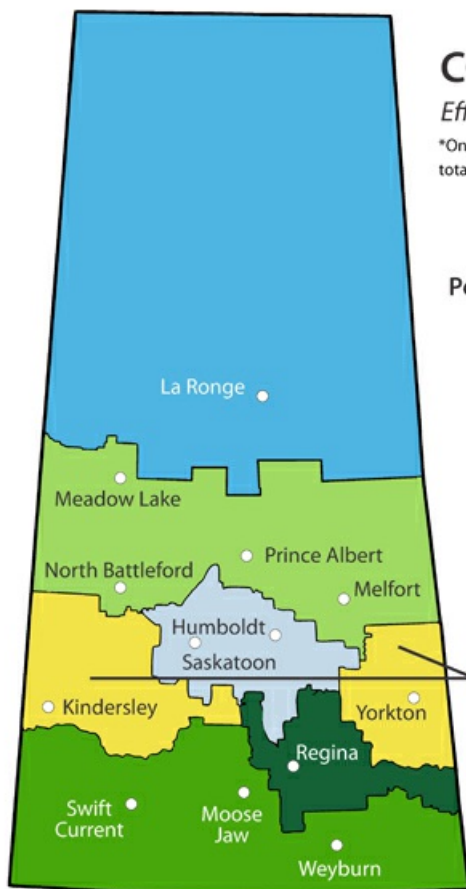 La Ronge
Meadow Lake
Prince Albert
North Battleford
Melfort
Humboldt
Saskatoon
Kindersley
Yorkton
Regina
Swift
Current
Moose
Jaw
Weyburn